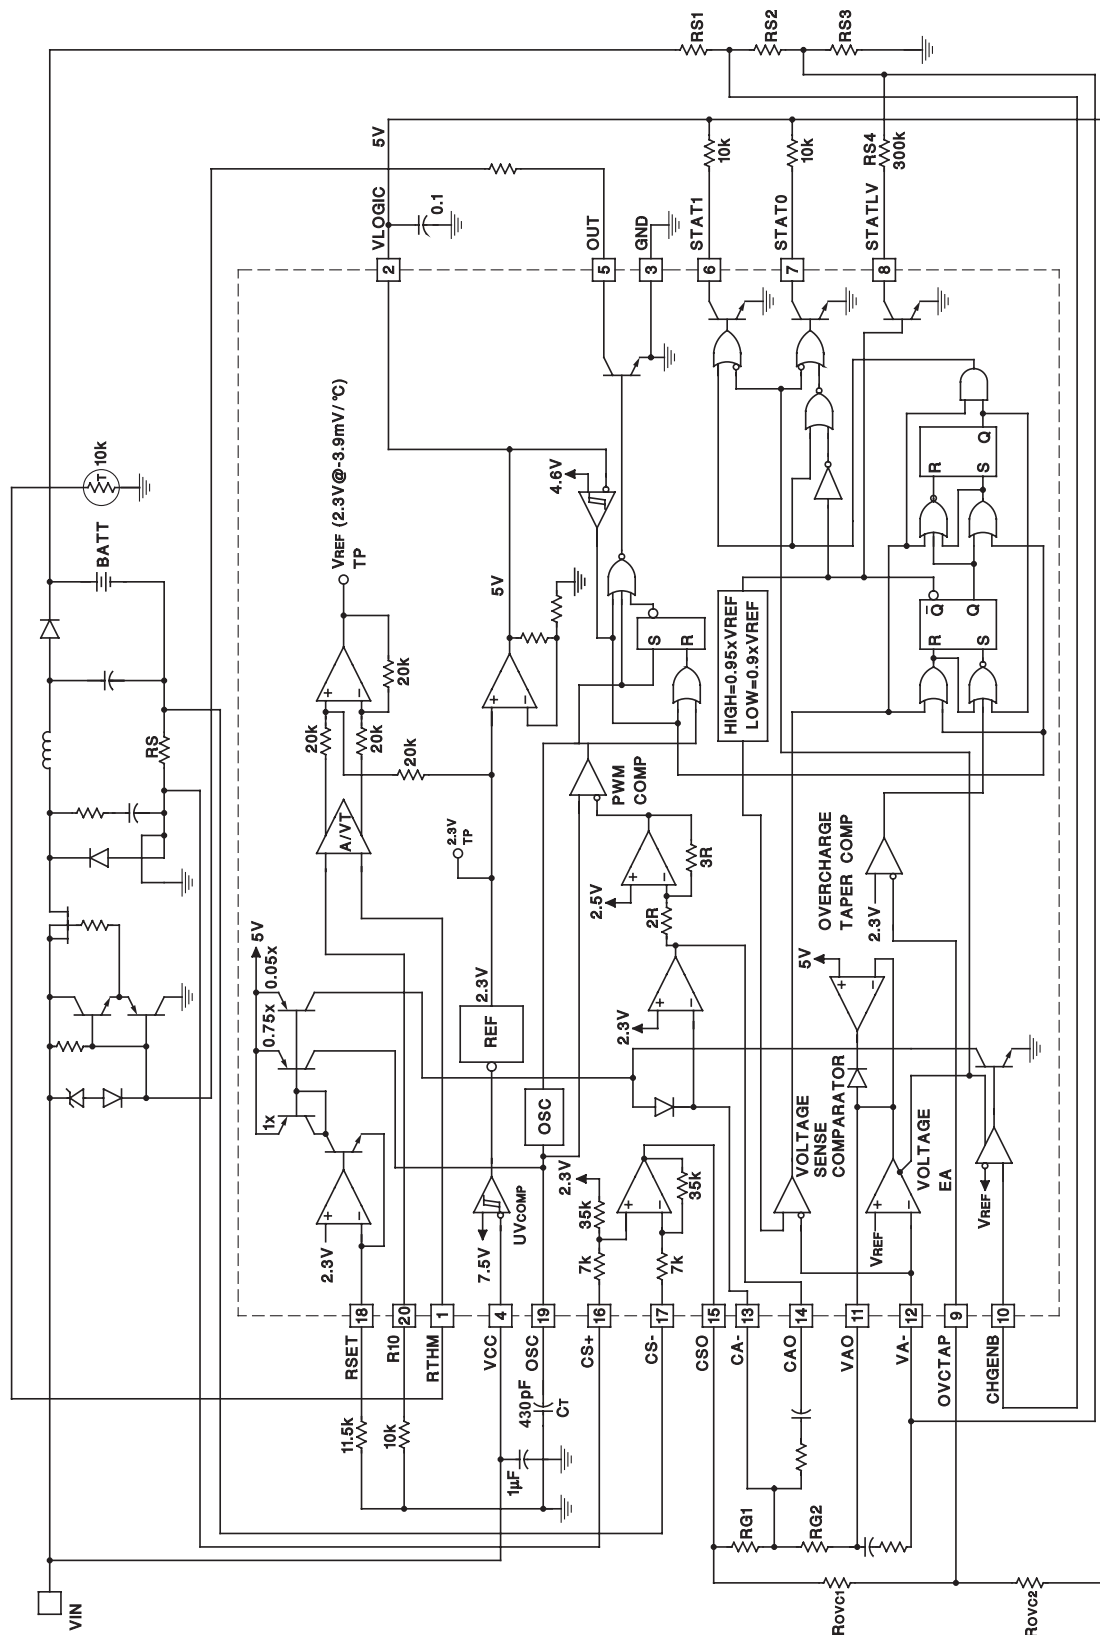 VIN
RS
BATT
10k
T
RS1
RS2
RS3
VLOGIC
5V
0.1
2
OUT
5
GND
3
STAT1
6
10k
STAT0
7
10k
STATLV
8
RS4
300k
5V
1x
0.75x
0.05x
2.3V
+
−
A/VT
20k
20k
20k
20k
+
−
VREF (2.3V@-3.9mV/°C)
TP
7.5V
UVCOMP
REF
2.3V
2.3V
TP
+
−
5V
4.6V
OSC
S
R
PWM
COMP
2.3V
35k
7k
7k
35k
+
−
2.3V
+
−
2R
2.5V
+
−
3R
HIGH=0.95xVREF
LOW=0.9xVREF
VOLTAGE
SENSE
COMPARATOR
5V
+
−
OVERCHARGE
TAPER COMP
2.3V
VREF
+
−
VOLTAGE
EA
VREF
R
S
Q
Q
R
S
Q
18
RSET
20
R10
1
RTHM
4
VCC
19
OSC
16
CS+
17
CS-
15
CSO
13
CA-
14
CAO
11
VAO
12
VA-
9
OVCTAP
10
CHGENB
11.5k
10k
1µF
430pF
CT
RG1
RG2
ROVC1
ROVC2